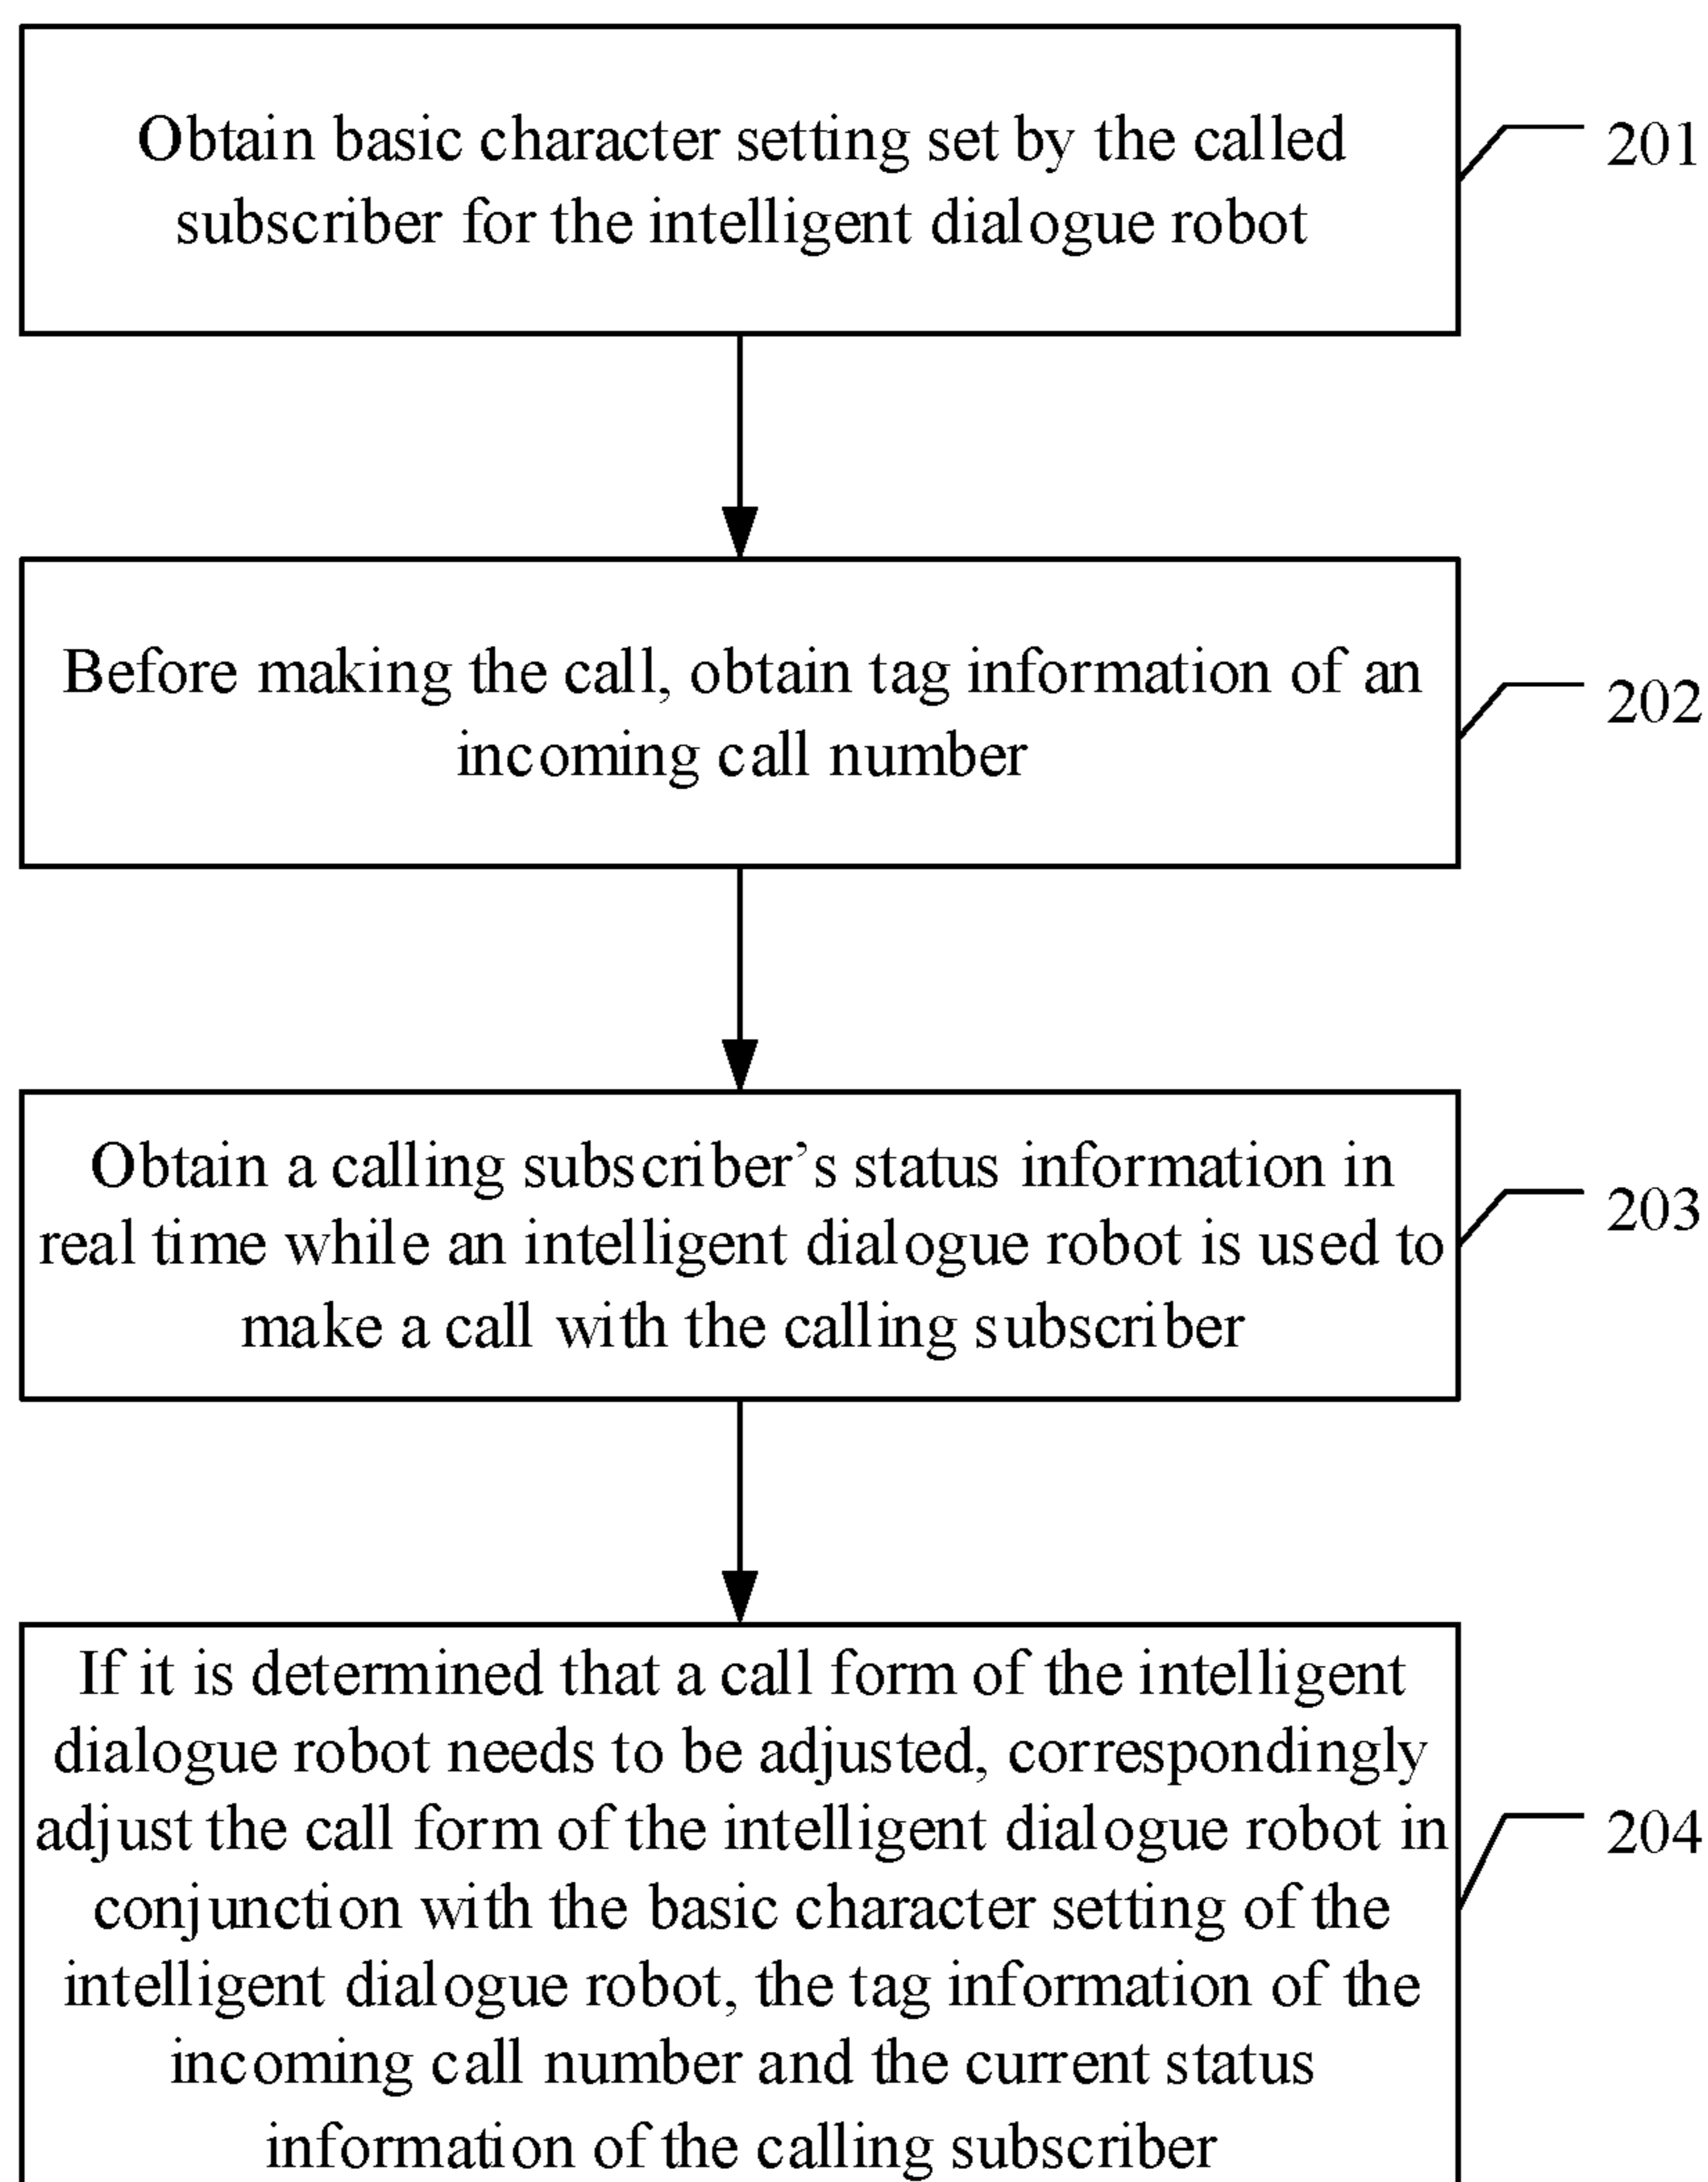 Obtain basic character setting set by the called
subscriber for the intelligent dialogue robot
201
Before making the call, obtain tag information of an
incoming call number
202
Obtain a calling subscriber’s status information in
real time while an intelligent dialogue robot is used to
make a call with the calling subscriber
203
If it is determined that a call form of the intelligent
dialogue robot needs to be adjusted, correspondingly
adjust the call form of the intelligent dialogue robot in
conjunction with the basic character setting of the
intelligent dialogue robot, the tag information of the
incoming call number and the current status
information of the calling subscriber
204